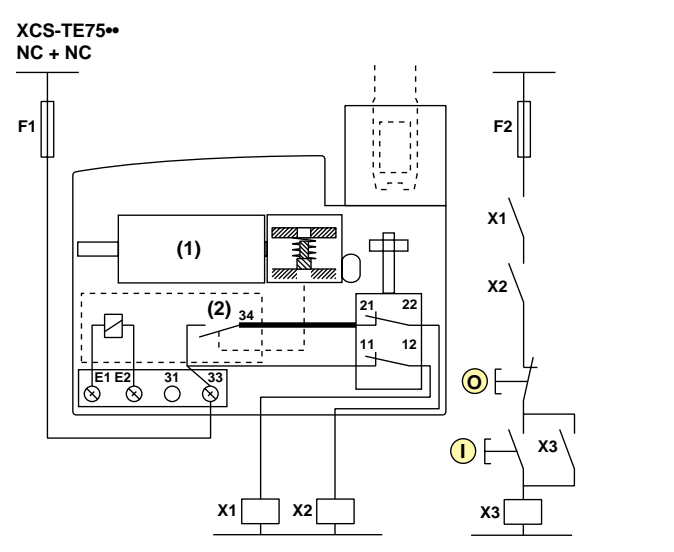 XCS-TE75••
NC + NC
F1
F2
X1
(1)
X2
(2)
34
21
22
11
12
E1 E2
31
33
O
I
X3
X1
X2
X3